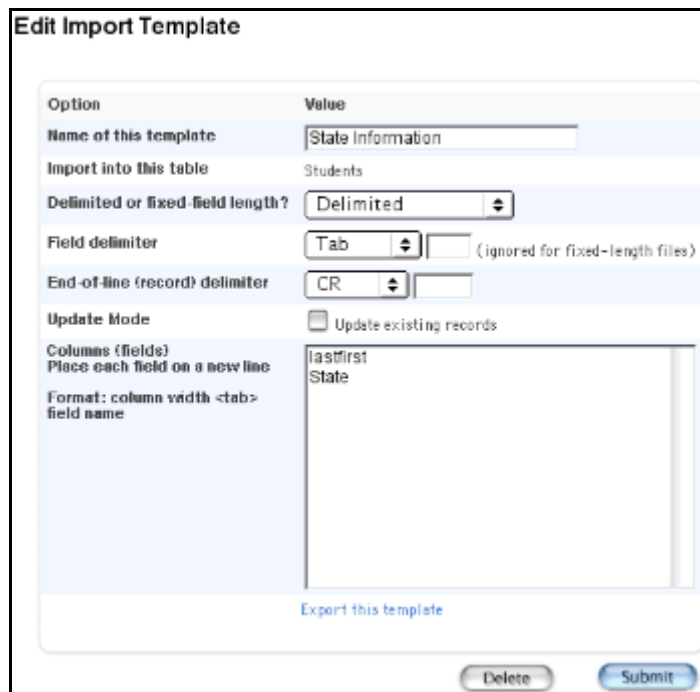 Edit Import Template
Option Value
Name of this template State Information
Import into this table Students
Delimited or fixed-field length? Delimited
Field delimiter Tab (ignored for fixed-length files)
End-of-line (record) delimiter CR
Update Mode Update existing records
Columns (fields)
Place each field on a new line
Format: column width <tab>
field name
lastfirst
State
Export this template
Delete Submit